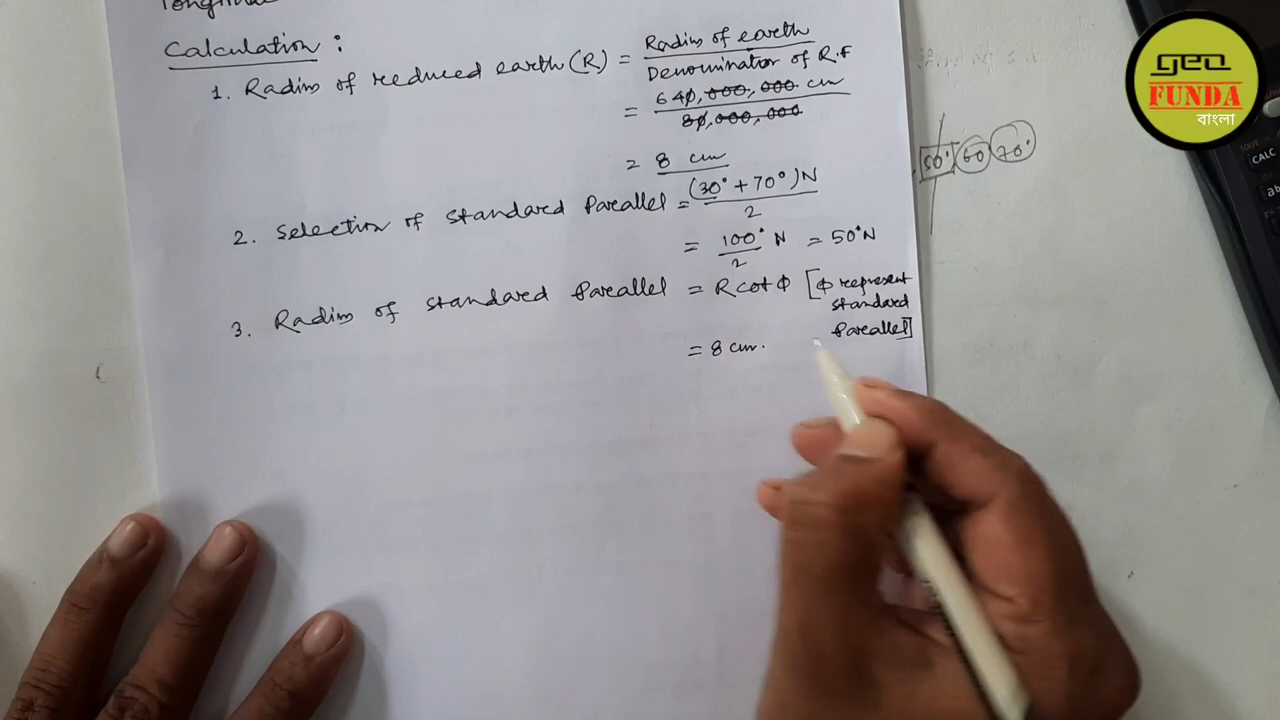 Calculation :
1. Radius of reduced earth (R) = Radius of earth
Denominator of R.F
= 640,000,000 cm
80,000,000
= 8 cm
2. Selection of Standard Parallel = (30° + 70°) N
2
= 100° N = 50° N
2
3. Radius of standard Parallel = R cot Φ [Φ represent
standard
Parallel]
= 8 cm.
50° 60 70°
GEO
FUNDA
বাংলা
CALC